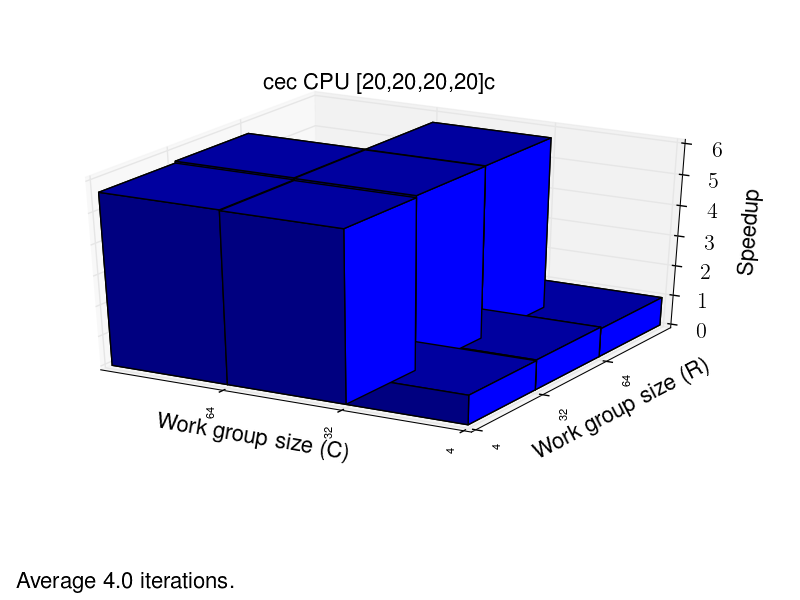 cec CPU [20,20,20,20]c
6
5
4
3
2
1
0
Speedup
64
32
4
Work group size (C)
4
32
64
Work group size (R)
Average 4.0 iterations.